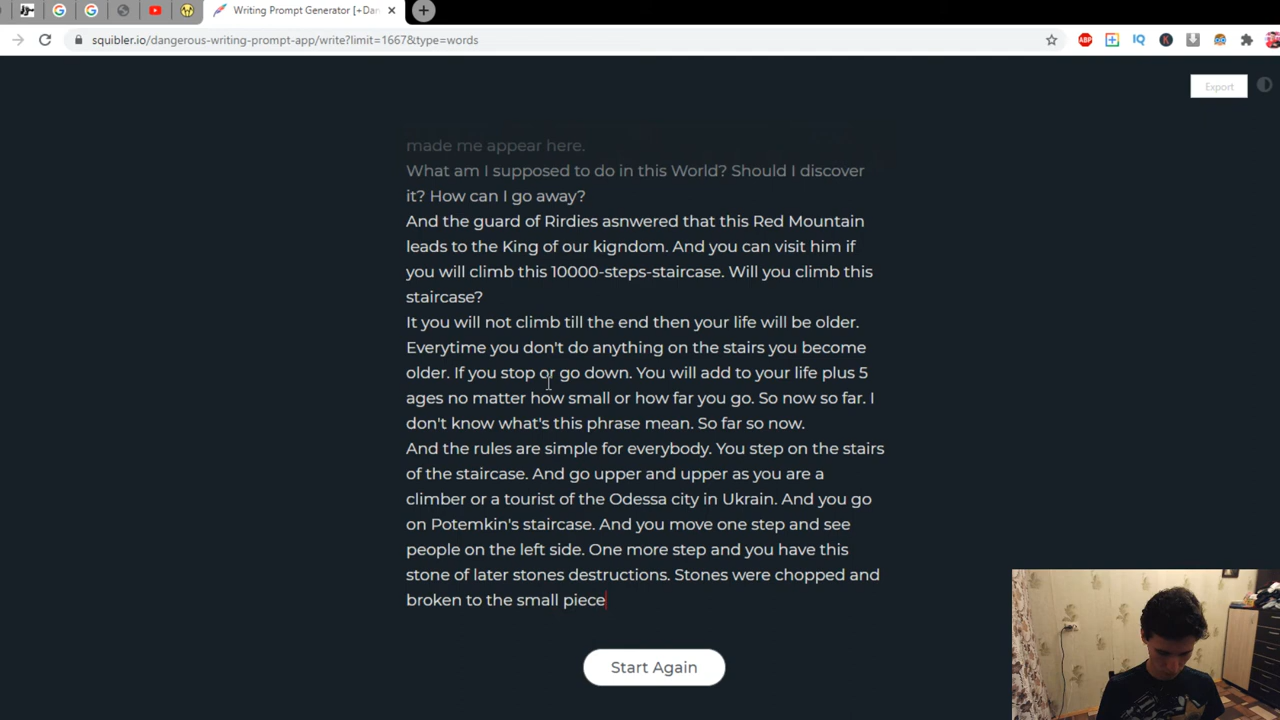 Writing Prompt Generator [+Dan
squibler.io/dangerous-writing-prompt-app/write?limit=1667&type=words
ABP
IQ
K
Export
made me appear here.
What am I supposed to do in this World? Should I discover
it? How can I go away?
And the guard of Rirdies asnwered that this Red Mountain
leads to the King of our kigndom. And you can visit him if
you will climb this 10000-steps-staircase. Will you climb this
staircase?
It you will not climb till the end then your life will be older.
Everytime you don't do anything on the stairs you become
older. If you stop or go down. You will add to your life plus 5
ages no matter how small or how far you go. So now so far. I
don't know what's this phrase mean. So far so now.
And the rules are simple for everybody. You step on the stairs
of the staircase. And go upper and upper as you are a
climber or a tourist of the Odessa city in Ukrain. And you go
on Potemkin's staircase. And you move one step and see
people on the left side. One more step and you have this
stone of later stones destructions. Stones were chopped and
broken to the small piece
Start Again